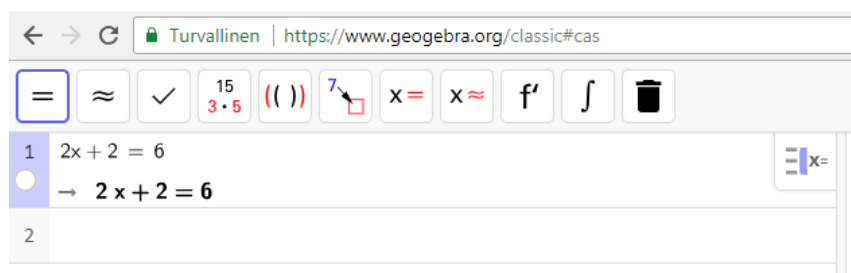 Turvallinen | https://www.geogebra.org/classic#cas
= ≈ ✓ 15 (( )) 7 x= x≈ f′ ∫
3·5
1 2x + 2 = 6
x=
→ 2 x + 2 = 6
2